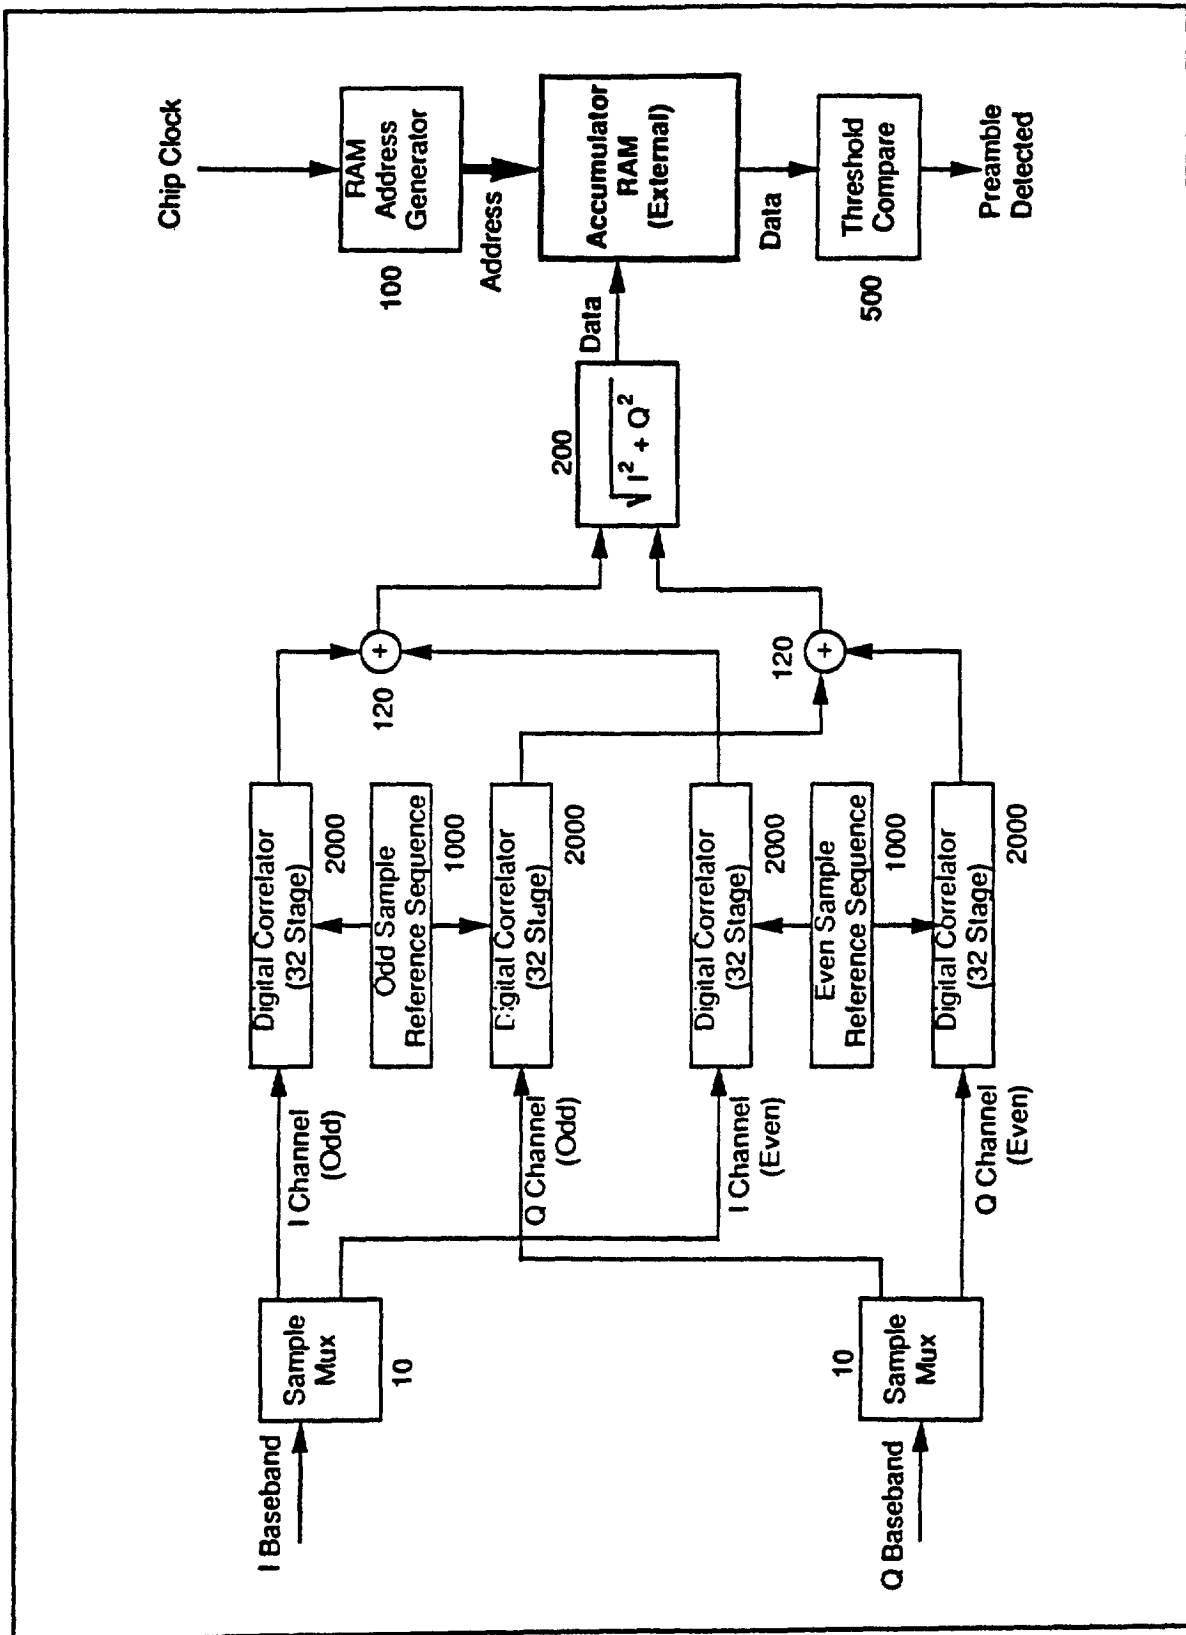 I Baseband
Sample
Mux
10
I Channel
(Odd)
Q Channel
(Odd)
I Channel
(Even)
Q Channel
(Even)
Q Baseband
Sample
Mux
10
Digital Correlator
(32 Stage)
2000
Odd Sample
Reference Sequence
1000
Digital Correlator
(32 Stage)
2000
Digital Correlator
(32 Stage)
2000
Even Sample
Reference Sequence
1000
Digital Correlator
(32 Stage)
2000
+
120
+
120
200
√I² + Q²
Data
Chip Clock
RAM
Address
Generator
100
Address
Accumulator
RAM
(External)
Data
Threshold
Compare
500
Preamble
Detected